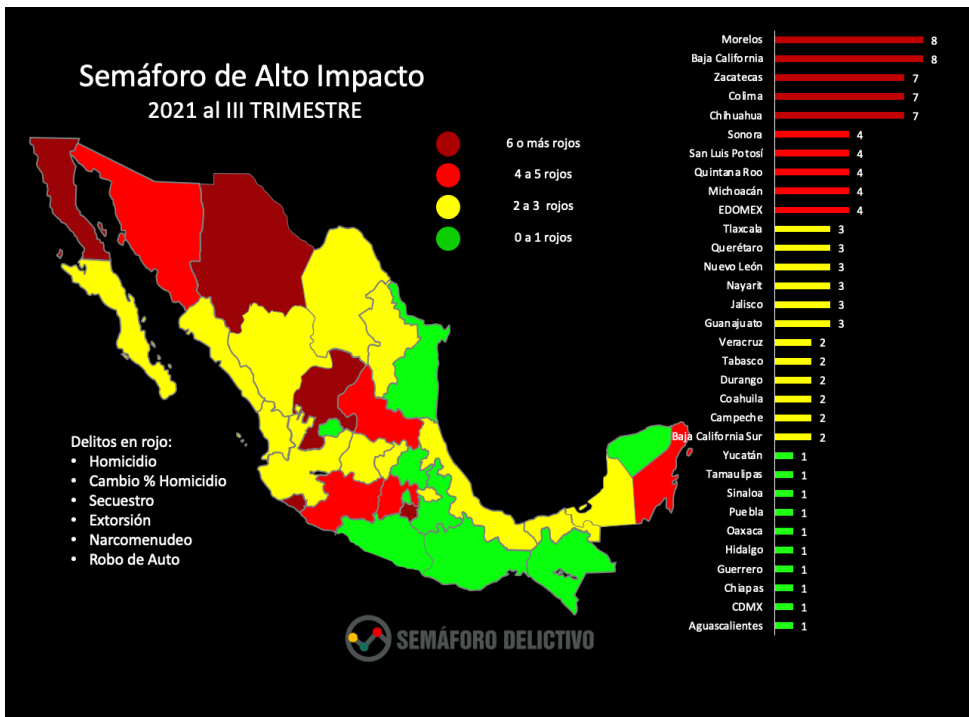 Semáforo de Alto Impacto
2021 al III TRIMESTRE
6 o más rojos
4 a 5 rojos
2 a 3 rojos
0 a 1 rojos
Delitos en rojo:
• Homicidio
• Cambio % Homicidio
• Secuestro
• Extorsión
• Narcomenudeo
• Robo de Auto
SEMÁFORO DELICTIVO
Morelos 8
Baja California 8
Zacatecas 7
Colima 7
Chihuahua 7
Sonora 4
San Luis Potosí 4
Quintana Roo 4
Michoacán 4
EDOMEX 4
Tlaxcala 3
Querétaro 3
Nuevo León 3
Nayarit 3
Jalisco 3
Guanajuato 3
Veracruz 2
Tabasco 2
Durango 2
Coahuila 2
Campeche 2
Baja California Sur 2
Yucatán 1
Tamaulipas 1
Sinaloa 1
Puebla 1
Oaxaca 1
Hidalgo 1
Guerrero 1
Chiapas 1
CDMX 1
Aguascalientes 1